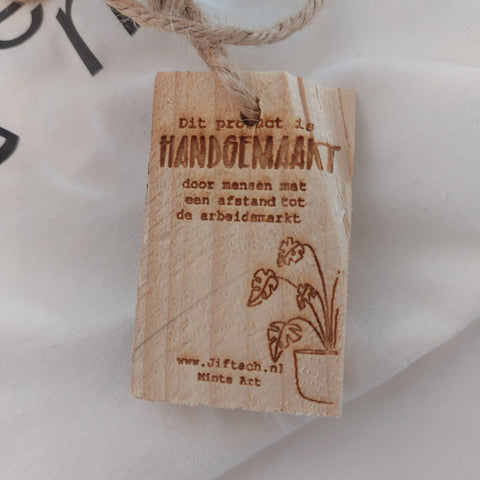 Dit product is
HANDGEMAAKT
door mensen met
een afstand tot
de arbeidsmarkt
www.Jiftach.nl
Mints Art